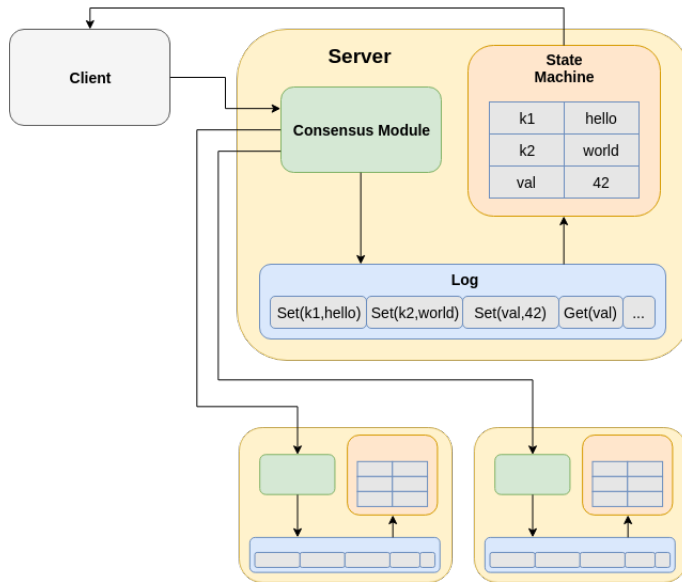 Client
Server
Consensus Module
State
Machine
k1 hello
k2 world
val 42
Log
Set(k1,hello) Set(k2,world) Set(val,42) Get(val) ...